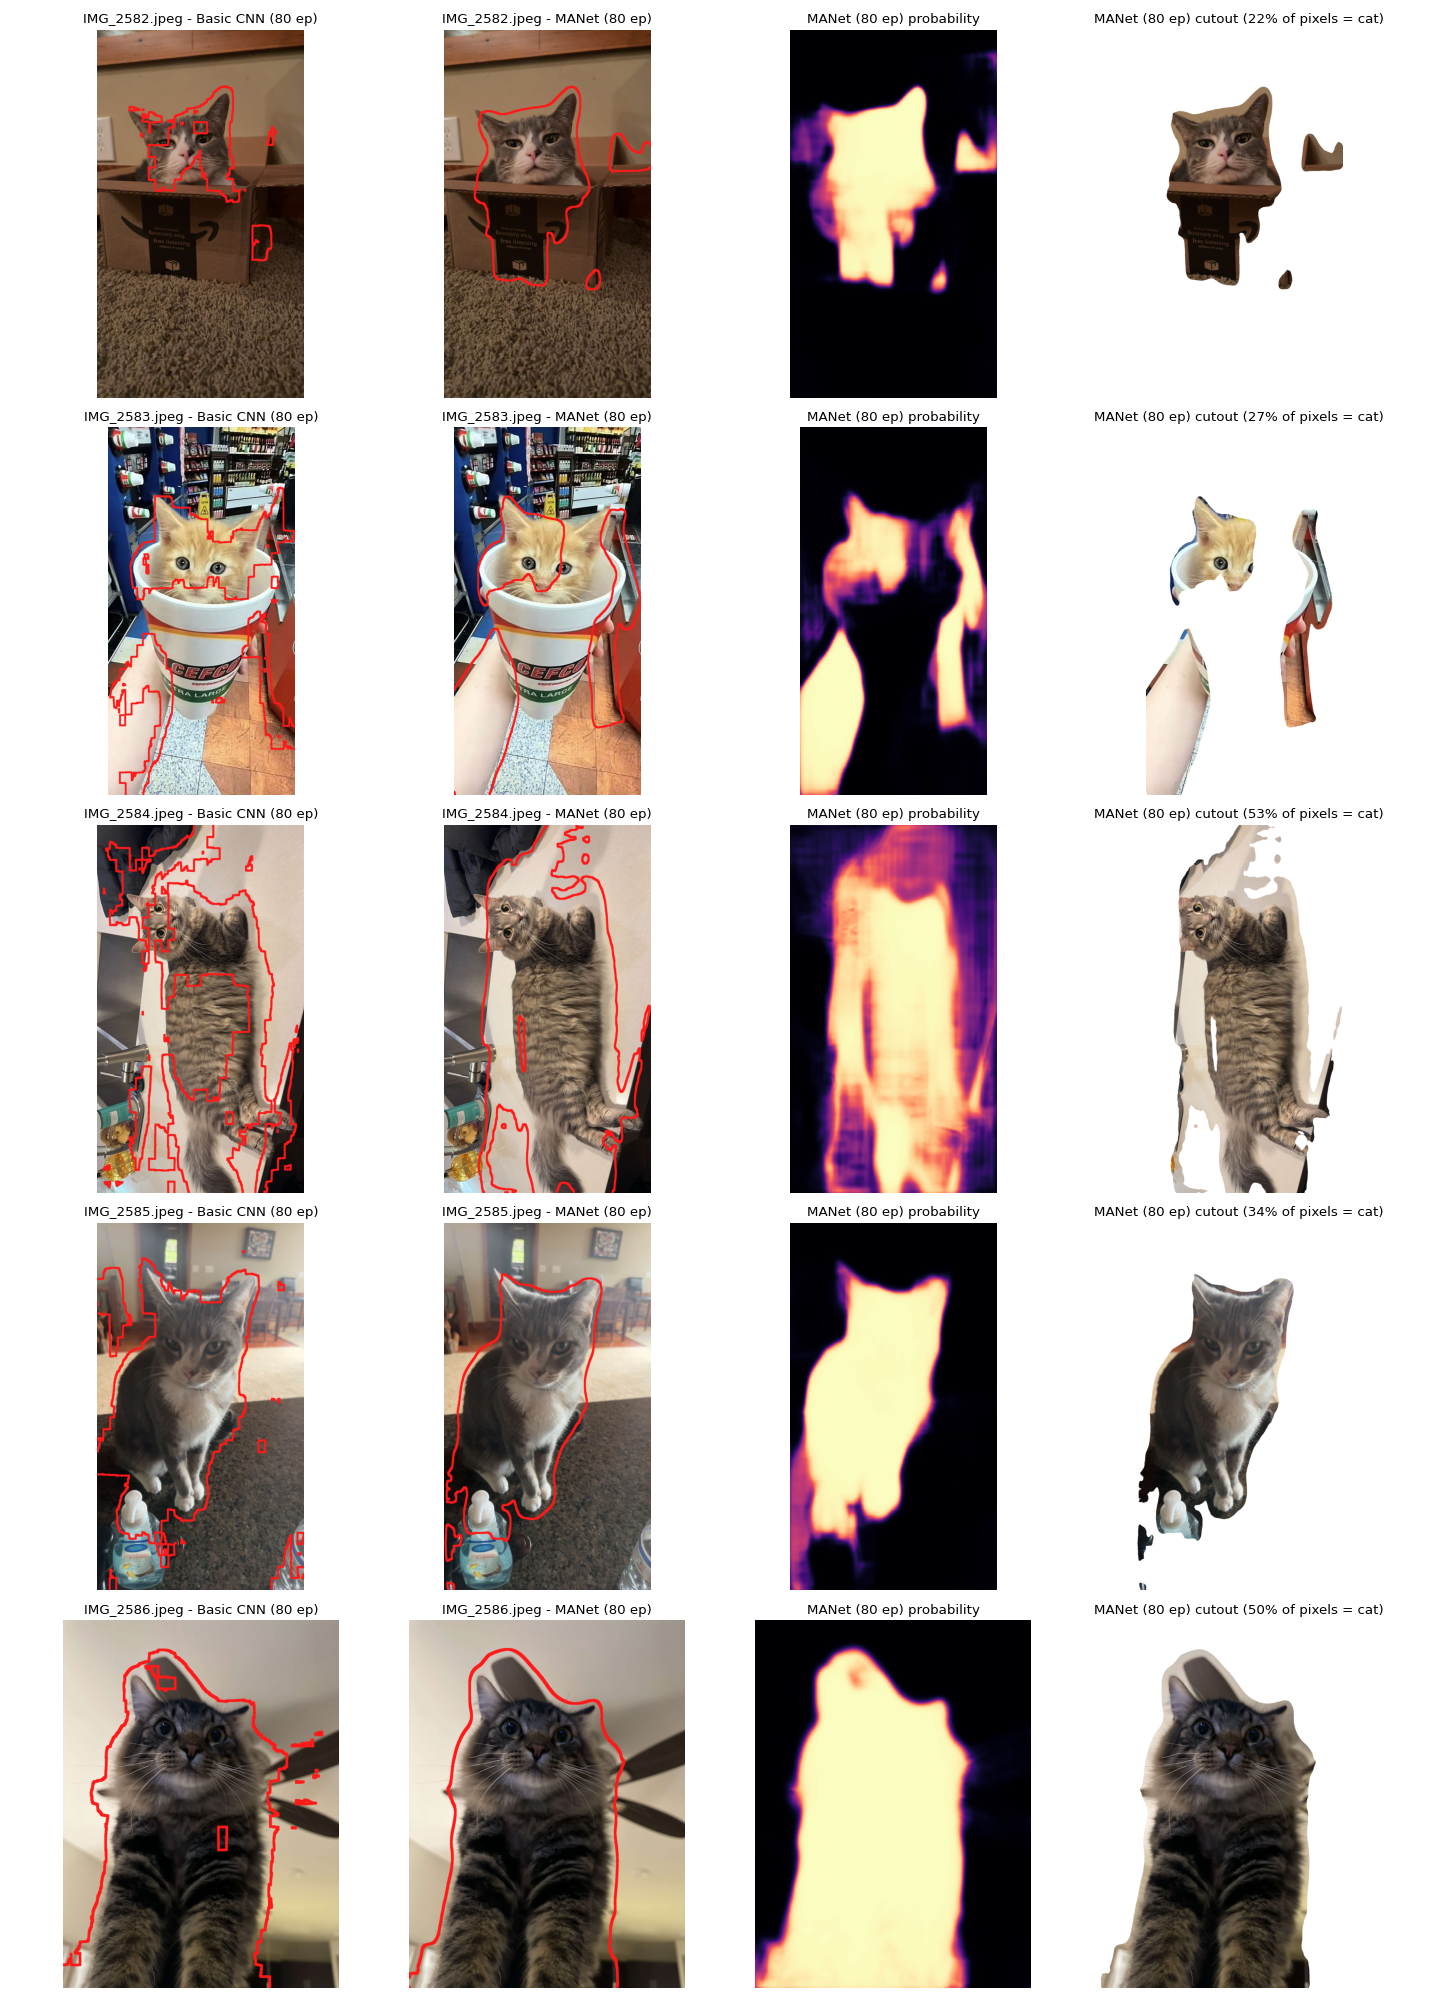 IMG_2582.jpeg - Basic CNN (80 ep)
IMG_2582.jpeg - MANet (80 ep)
MANet (80 ep) probability
MANet (80 ep) cutout (22% of pixels = cat)
IMG_2583.jpeg - Basic CNN (80 ep)
IMG_2583.jpeg - MANet (80 ep)
MANet (80 ep) probability
MANet (80 ep) cutout (27% of pixels = cat)
CEFCO
TRA LARGE
CEFCO
TRA LARGE
IMG_2584.jpeg - Basic CNN (80 ep)
IMG_2584.jpeg - MANet (80 ep)
MANet (80 ep) probability
MANet (80 ep) cutout (53% of pixels = cat)
IMG_2585.jpeg - Basic CNN (80 ep)
IMG_2585.jpeg - MANet (80 ep)
MANet (80 ep) probability
MANet (80 ep) cutout (34% of pixels = cat)
IMG_2586.jpeg - Basic CNN (80 ep)
IMG_2586.jpeg - MANet (80 ep)
MANet (80 ep) probability
MANet (80 ep) cutout (50% of pixels = cat)